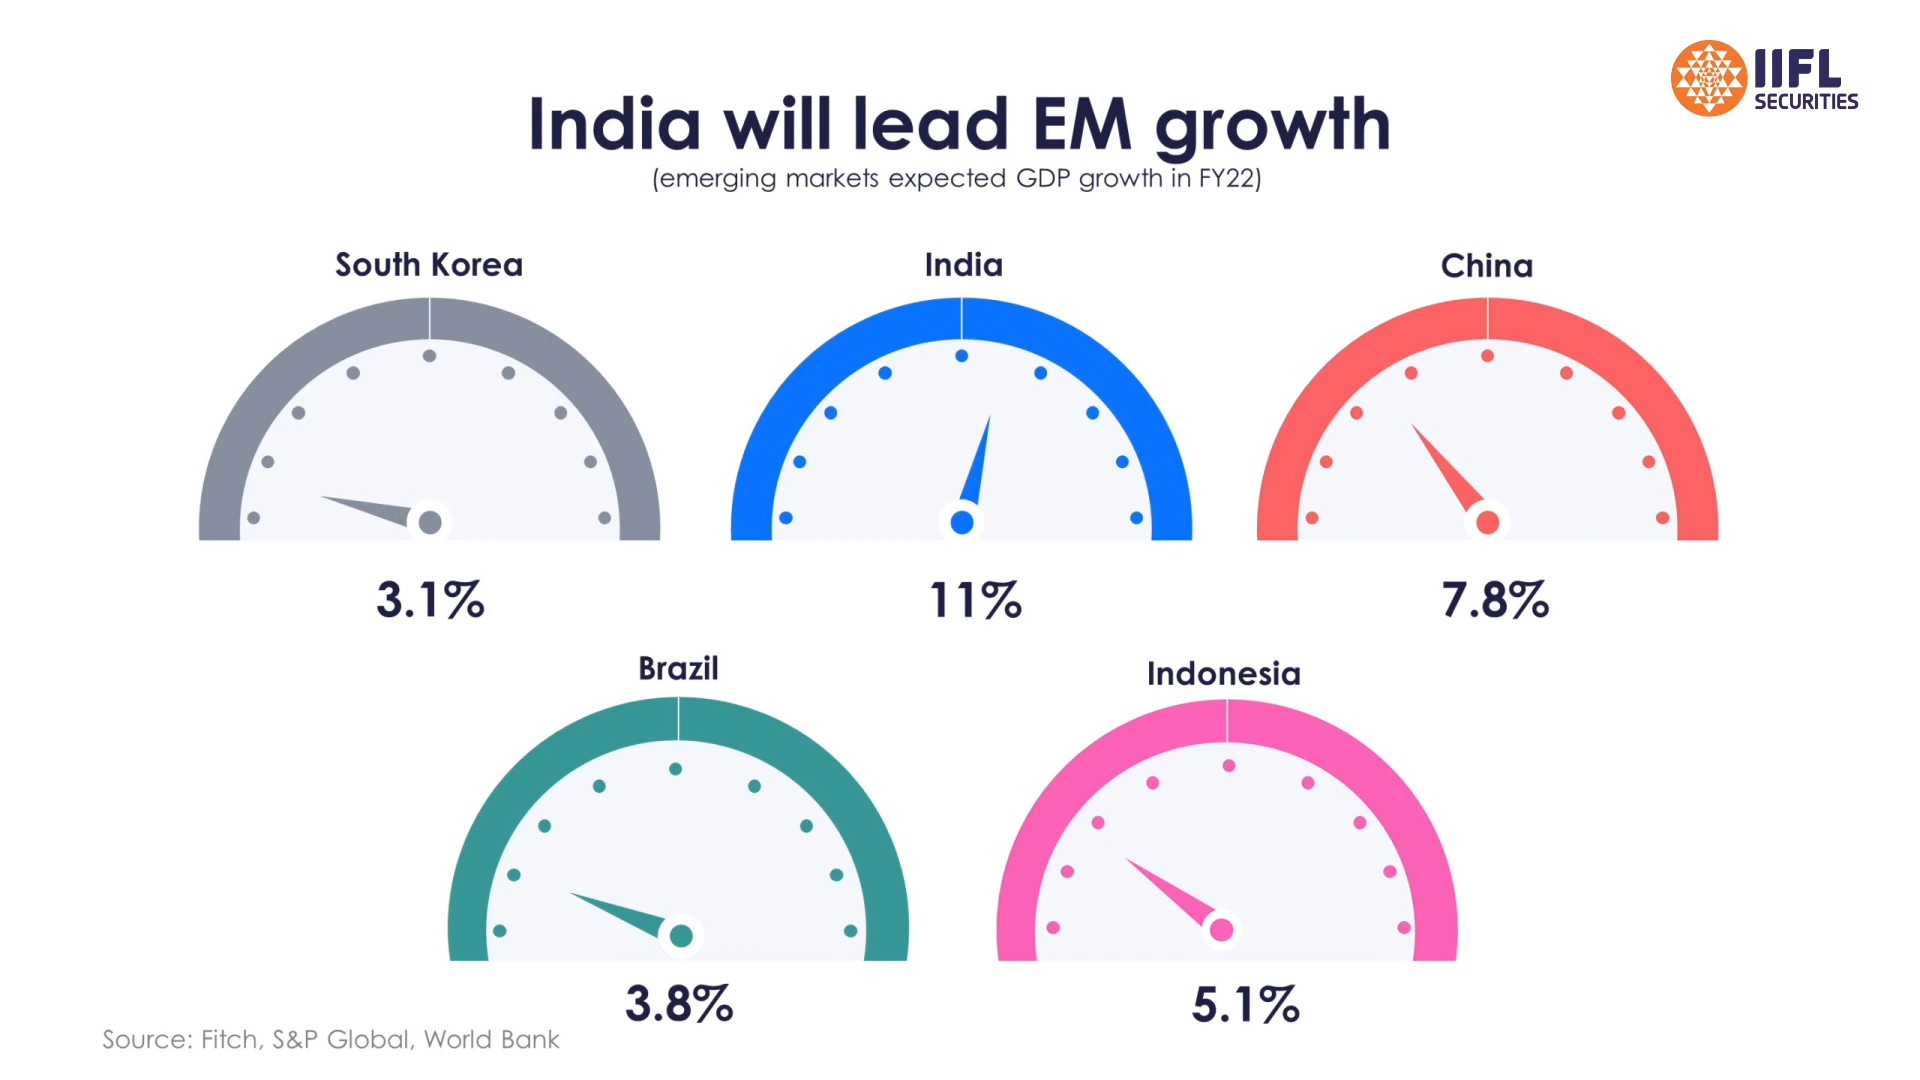 IIFL
SECURITIES
India will lead EM growth
(emerging markets expected GDP growth in FY22)
South Korea
India
China
3.1%
11%
7.8%
Brazil
Indonesia
3.8%
5.1%
Source: Fitch, S&P Global, World Bank